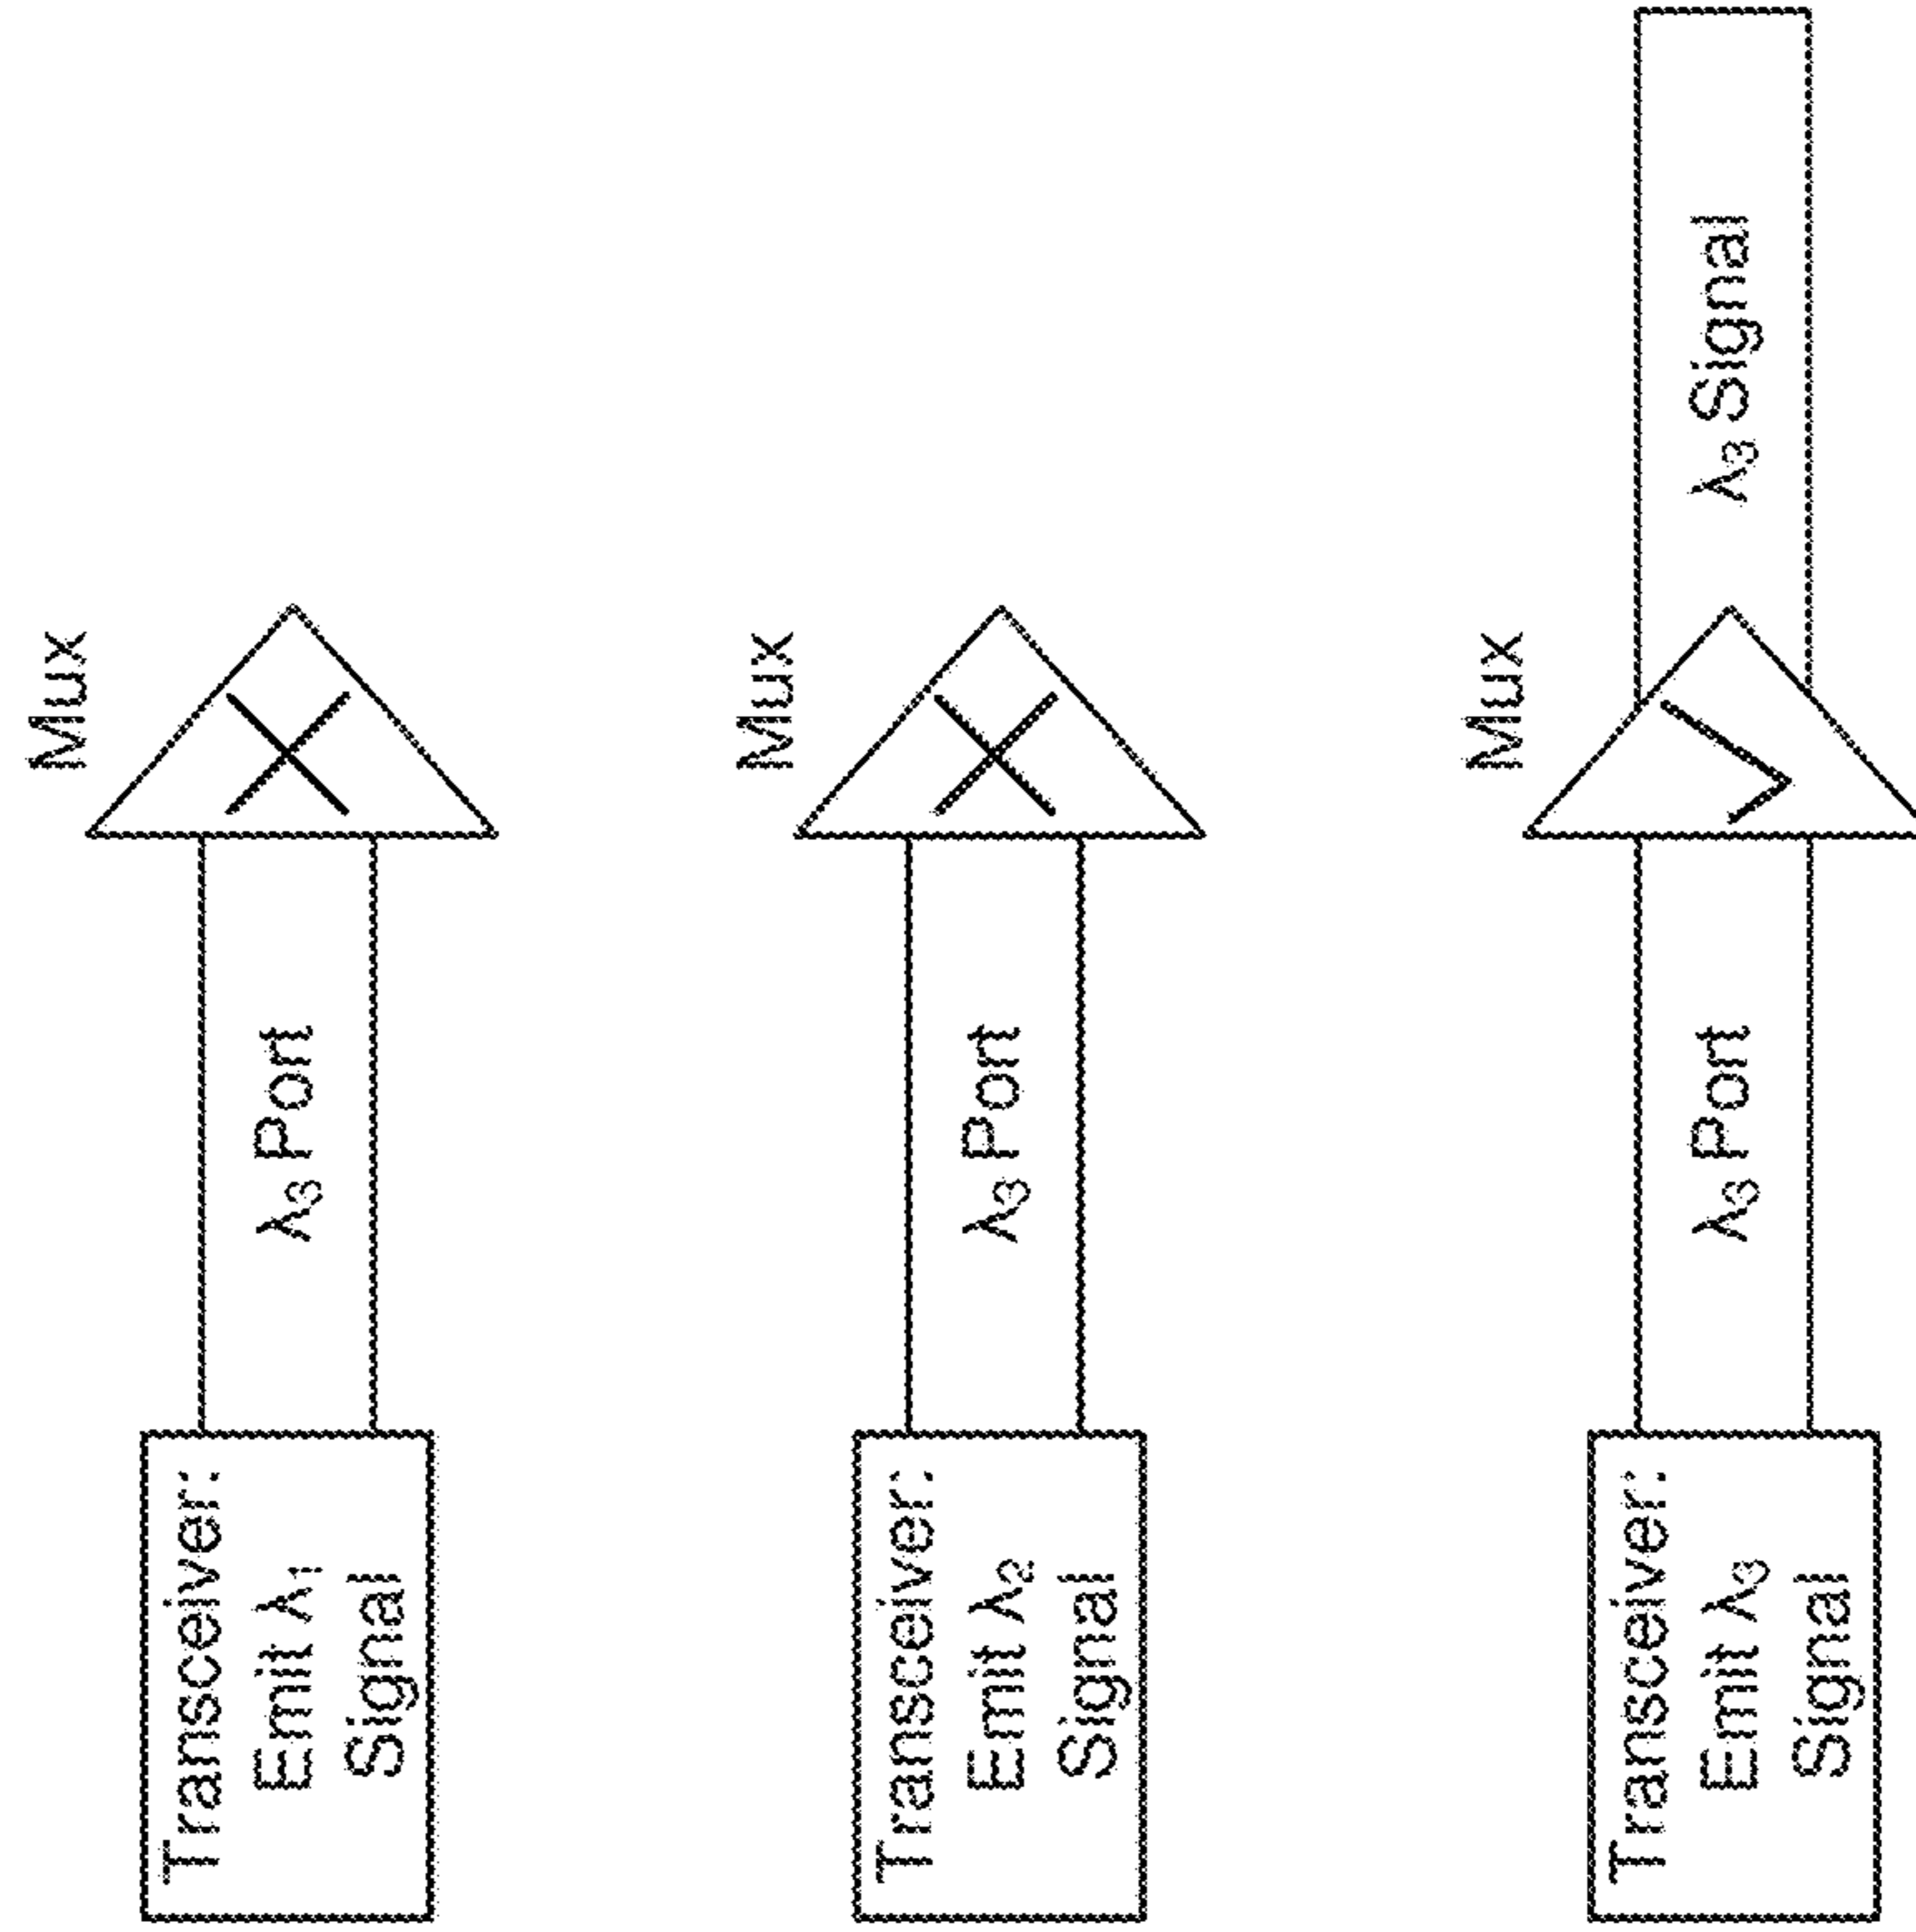 Mux
λ₃ Port
Transceiver:
Emit λ₁
Signal
Mux
λ₃ Port
Transceiver:
Emit λ₂
Signal
Mux
λ₃ Signal
λ₃ Port
Transceiver:
Emit λ₃
Signal